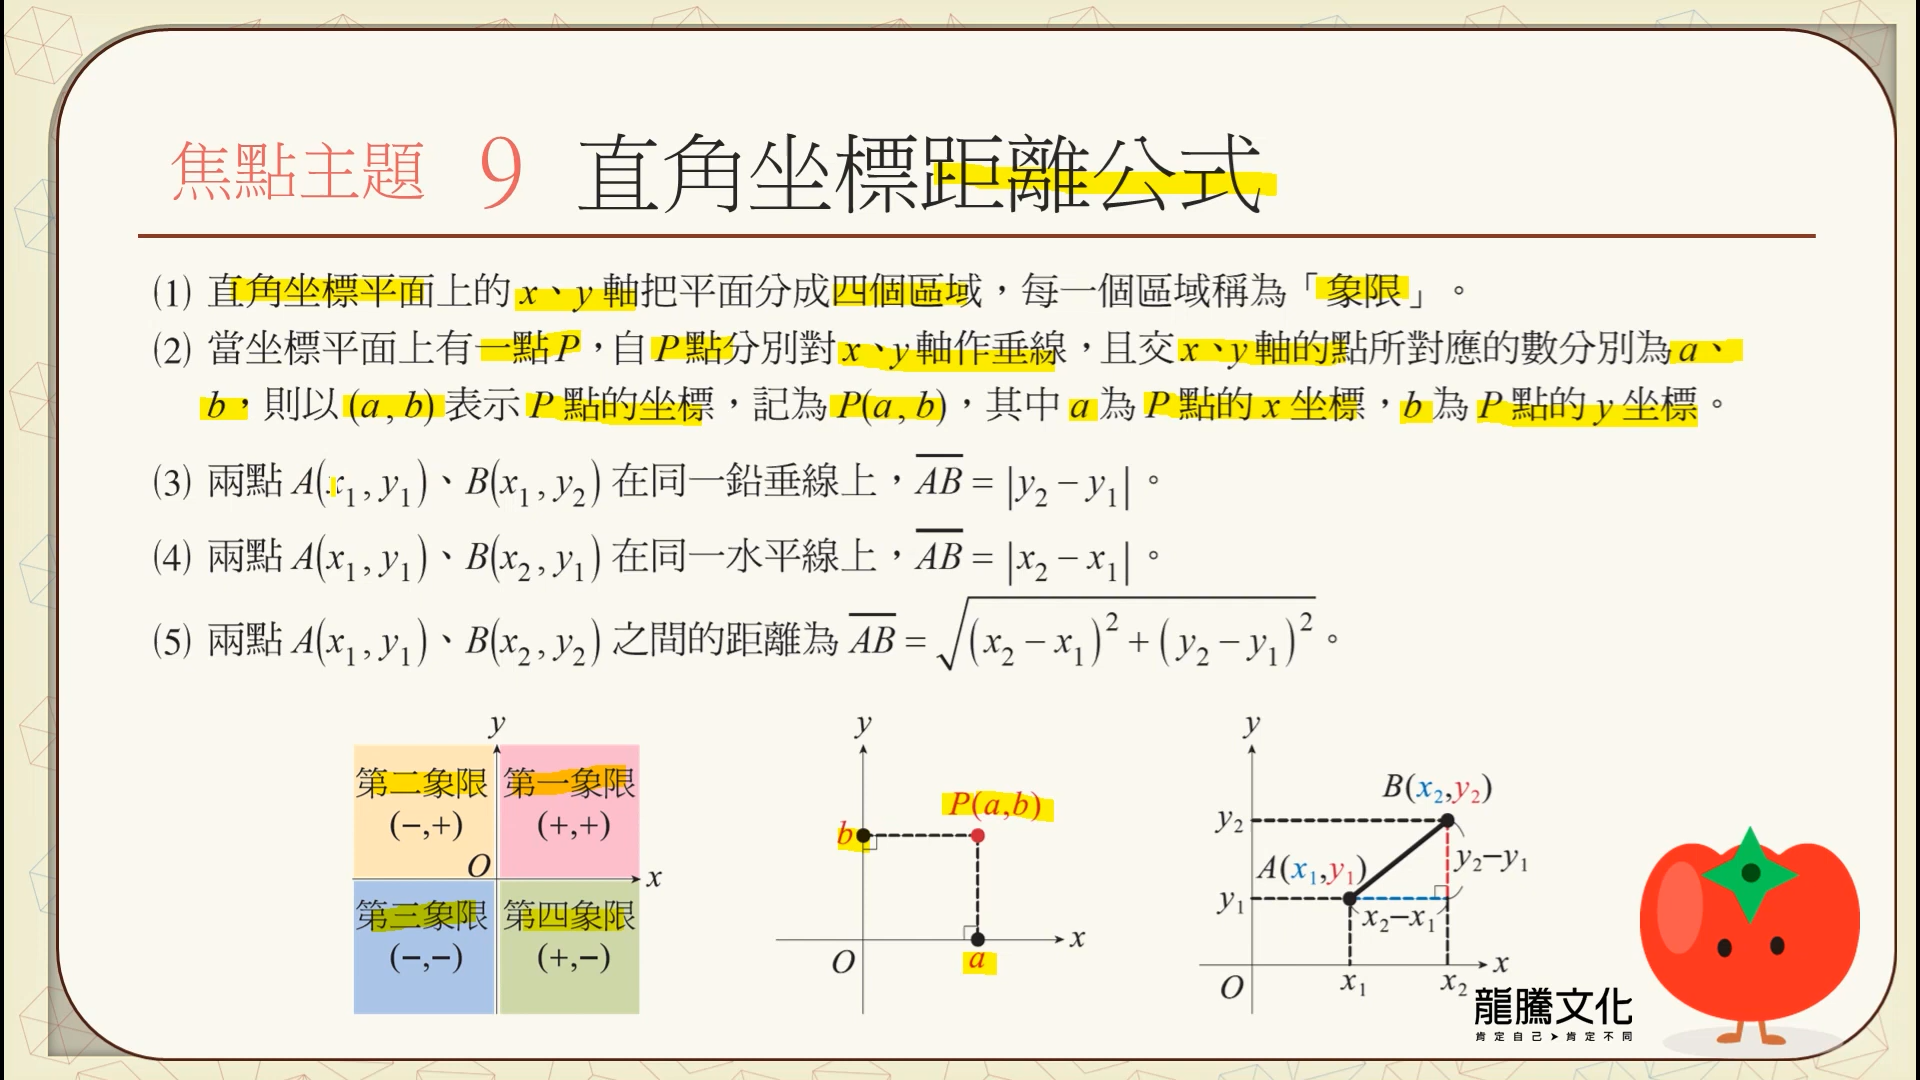 焦點主題 9 直角坐標距離公式
(1) 直角坐標平面上的 x、y 軸把平面分成四個區域，每一個區域稱為「象限」。
(2) 當坐標平面上有一點 P，自 P 點分別對 x、y 軸作垂線，且交 x、y 軸的點所對應的數分別為 a、
b，則以 (a , b) 表示 P 點的坐標，記為 P(a , b)，其中 a 為 P 點的 x 坐標，b 為 P 點的 y 坐標。
(3) 兩點 A(x₁ , y₁)、B(x₁ , y₂) 在同一鉛垂線上，A̅B̅ = |y₂ − y₁|。
(4) 兩點 A(x₁ , y₁)、B(x₂ , y₁) 在同一水平線上，A̅B̅ = |x₂ − x₁|。
(5) 兩點 A(x₁ , y₁)、B(x₂ , y₂) 之間的距離為 A̅B̅ = √((x₂ − x₁)² + (y₂ − y₁)²)。
y
第二象限 第一象限
(−,+) (+,+)
O x
第三象限 第四象限
(−,−) (+,−)
y
P(a,b)
b
x
O a
y
B(x₂,y₂)
y₂
A(x₁,y₁) y₂−y₁
y₁
x₂−x₁
x
O x₁ x₂
龍騰文化
肯定自己➤肯定不同